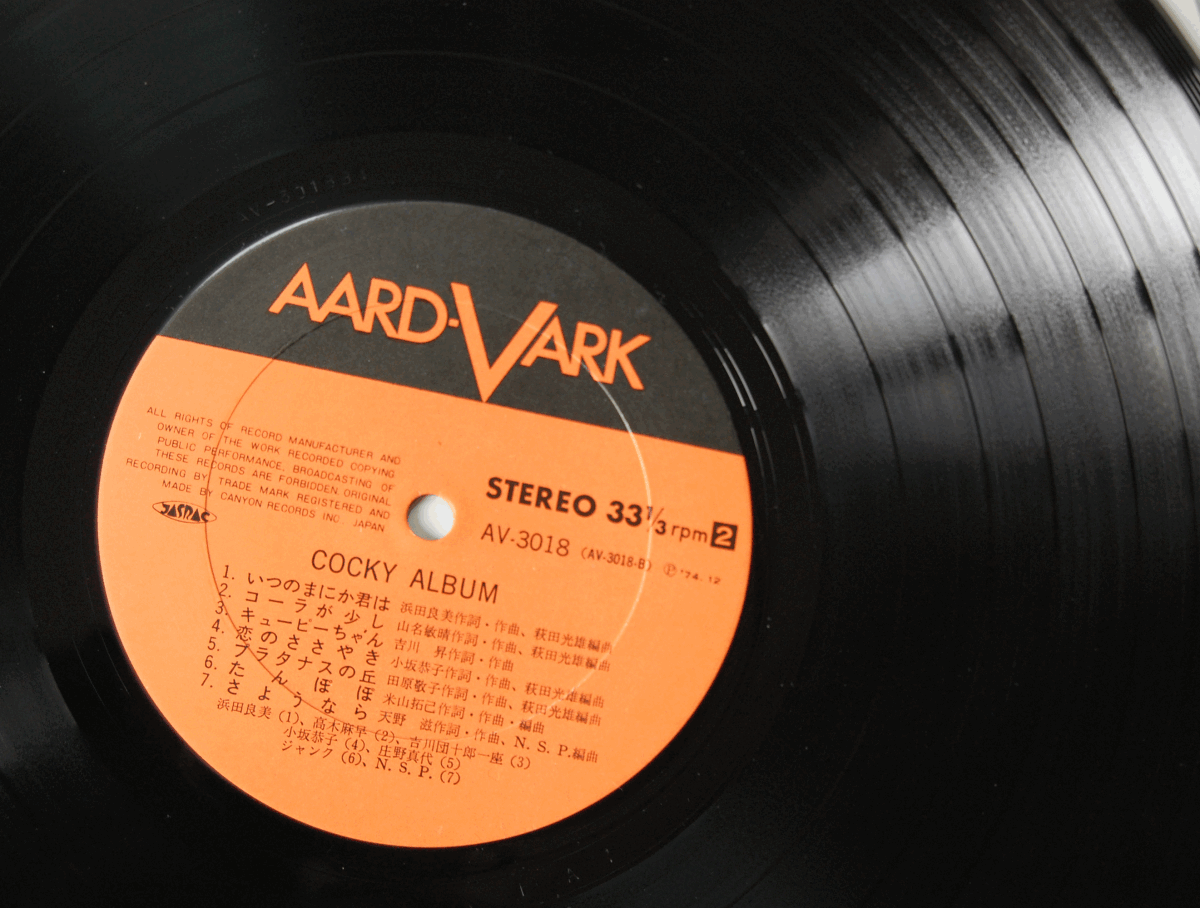 AARD-VARK
ALL RIGHTS OF RECORD MANUFACTURER AND
OWNER OF THE WORK RECORDED COPYING
PUBLIC PERFORMANCE, BROADCASTING OF
THESE RECORDS ARE FORBIDDEN ORIGINAL
RECORDING BY TRADE MARK REGISTERED AND
MADE BY CANYON RECORDS INC. JAPAN
JASRAC
STEREO 33 1/3 rpm 2
AV-3018 (AV-3018-B) Ⓟ '74. 12
COCKY ALBUM
1. いつのまにか君は 浜田良美作詞・作曲、萩田光雄編曲
2. コーラが少し 山名敏晴作詞・作曲、萩田光雄編曲
3. キューピーちゃん 吉川 昇作詞・作曲
4. 恋のささやき 小坂恭子作詞・作曲、萩田光雄編曲
5. プラタナスの丘 田原敬子作詞・作曲、萩田光雄編曲
6. たんぽぽ 米山拓己作詞・作曲・編曲
7. さようなら 天野 滋作詞・作曲、N. S. P.編曲
浜田良美 (1)、高木麻早 (2)、吉川団十郎一座 (3)
小坂恭子 (4)、庄野真代 (5)
ジャンク (6)、N. S. P. (7)